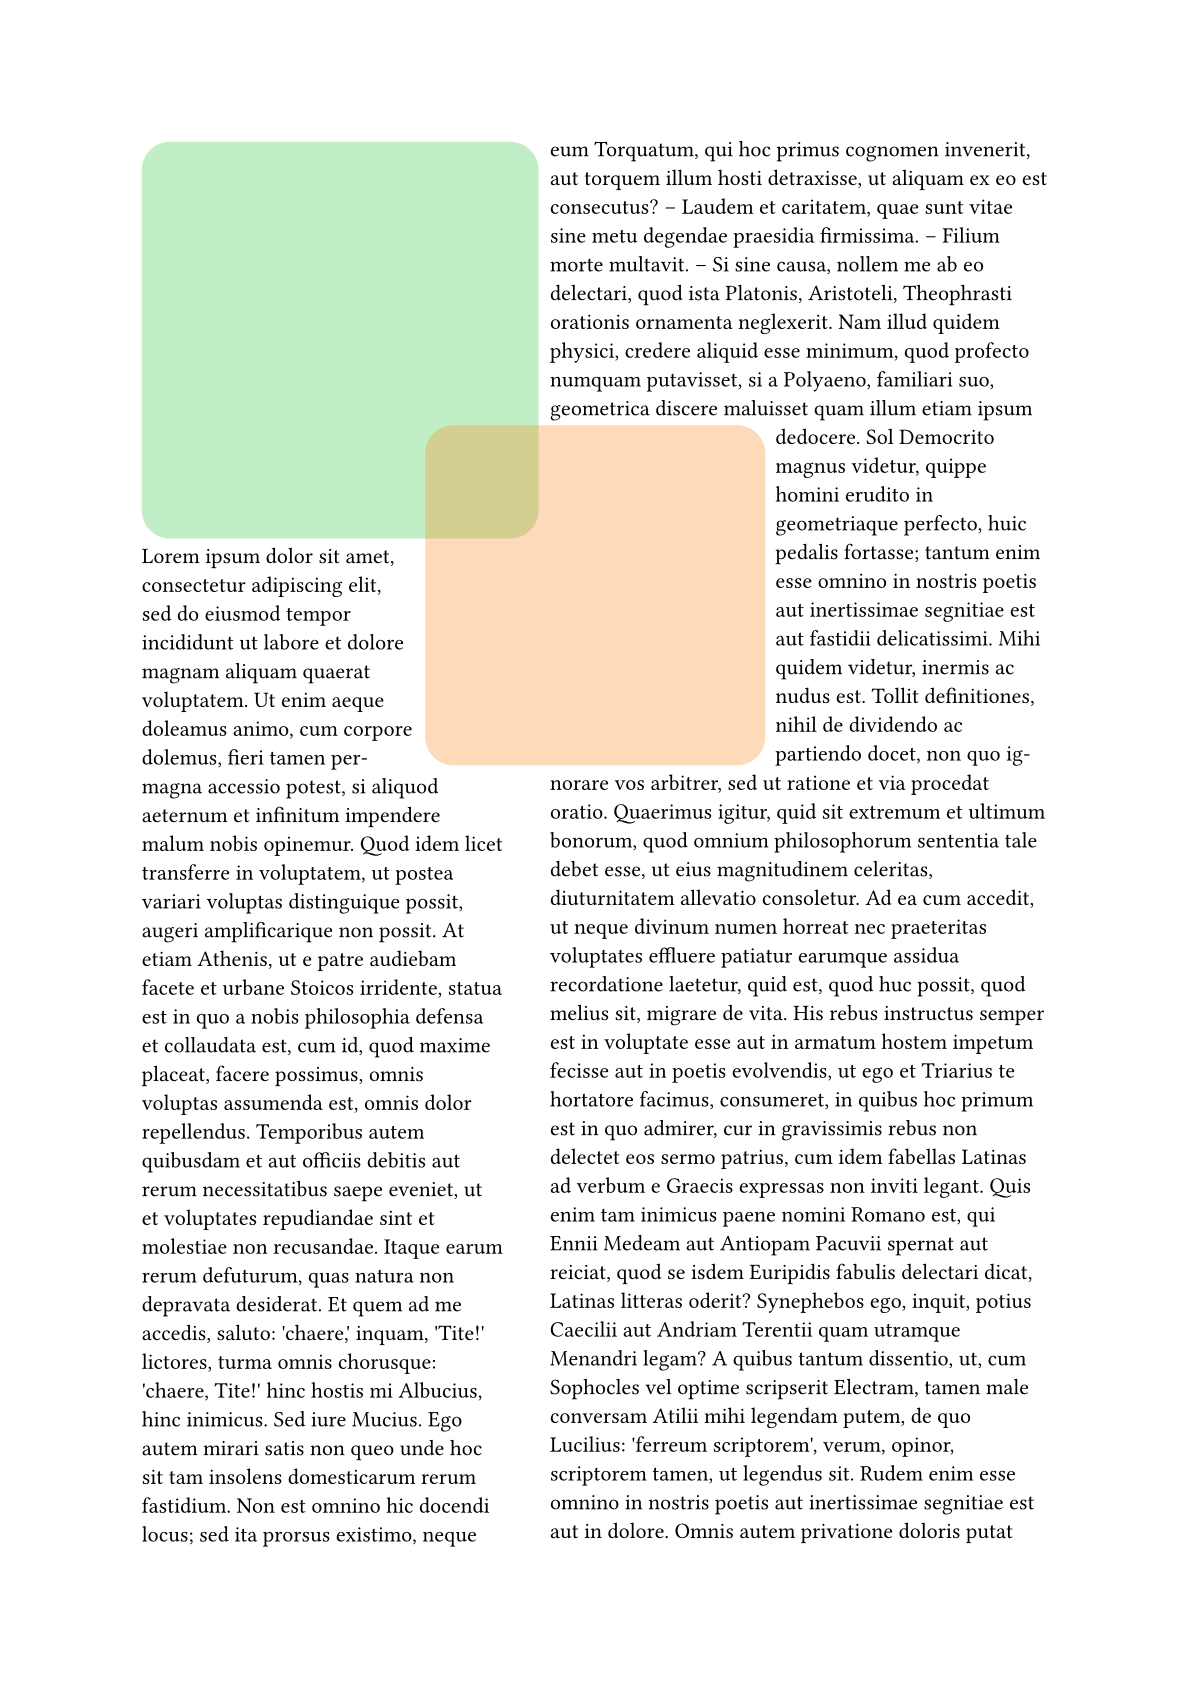 Lorem ipsum dolor sit amet,
consectetur adipiscing elit,
sed do eiusmod tempor
incididunt ut labore et dolore
magnam aliquam quaerat
voluptatem. Ut enim aeque
doleamus animo, cum corpore
dolemus, fieri tamen per-
magna accessio potest, si aliquod
aeternum et infinitum impendere
malum nobis opinemur. Quod idem licet
transferre in voluptatem, ut postea
variari voluptas distinguique possit,
augeri amplificarique non possit. At
etiam Athenis, ut e patre audiebam
facete et urbane Stoicos irridente, statua
est in quo a nobis philosophia defensa
et collaudata est, cum id, quod maxime
placeat, facere possimus, omnis
voluptas assumenda est, omnis dolor
repellendus. Temporibus autem
quibusdam et aut officiis debitis aut
rerum necessitatibus saepe eveniet, ut
et voluptates repudiandae sint et
molestiae non recusandae. Itaque earum
rerum defuturum, quas natura non
depravata desiderat. Et quem ad me
accedis, saluto: 'chaere,' inquam, 'Tite!'
lictores, turma omnis chorusque:
'chaere, Tite!' hinc hostis mi Albucius,
hinc inimicus. Sed iure Mucius. Ego
autem mirari satis non queo unde hoc
sit tam insolens domesticarum rerum
fastidium. Non est omnino hic docendi
locus; sed ita prorsus existimo, neque
eum Torquatum, qui hoc primus cognomen invenerit,
aut torquem illum hosti detraxisse, ut aliquam ex eo est
consecutus? – Laudem et caritatem, quae sunt vitae
sine metu degendae praesidia firmissima. – Filium
morte multavit. – Si sine causa, nollem me ab eo
delectari, quod ista Platonis, Aristoteli, Theophrasti
orationis ornamenta neglexerit. Nam illud quidem
physici, credere aliquid esse minimum, quod profecto
numquam putavisset, si a Polyaeno, familiari suo,
geometrica discere maluisset quam illum etiam ipsum
dedocere. Sol Democrito
magnus videtur, quippe
homini erudito in
geometriaque perfecto, huic
pedalis fortasse; tantum enim
esse omnino in nostris poetis
aut inertissimae segnitiae est
aut fastidii delicatissimi. Mihi
quidem videtur, inermis ac
nudus est. Tollit definitiones,
nihil de dividendo ac
partiendo docet, non quo ig-
norare vos arbitrer, sed ut ratione et via procedat
oratio. Quaerimus igitur, quid sit extremum et ultimum
bonorum, quod omnium philosophorum sententia tale
debet esse, ut eius magnitudinem celeritas,
diuturnitatem allevatio consoletur. Ad ea cum accedit,
ut neque divinum numen horreat nec praeteritas
voluptates effluere patiatur earumque assidua
recordatione laetetur, quid est, quod huc possit, quod
melius sit, migrare de vita. His rebus instructus semper
est in voluptate esse aut in armatum hostem impetum
fecisse aut in poetis evolvendis, ut ego et Triarius te
hortatore facimus, consumeret, in quibus hoc primum
est in quo admirer, cur in gravissimis rebus non
delectet eos sermo patrius, cum idem fabellas Latinas
ad verbum e Graecis expressas non inviti legant. Quis
enim tam inimicus paene nomini Romano est, qui
Ennii Medeam aut Antiopam Pacuvii spernat aut
reiciat, quod se isdem Euripidis fabulis delectari dicat,
Latinas litteras oderit? Synephebos ego, inquit, potius
Caecilii aut Andriam Terentii quam utramque
Menandri legam? A quibus tantum dissentio, ut, cum
Sophocles vel optime scripserit Electram, tamen male
conversam Atilii mihi legendam putem, de quo
Lucilius: 'ferreum scriptorem', verum, opinor,
scriptorem tamen, ut legendus sit. Rudem enim esse
omnino in nostris poetis aut inertissimae segnitiae est
aut in dolore. Omnis autem privatione doloris putat